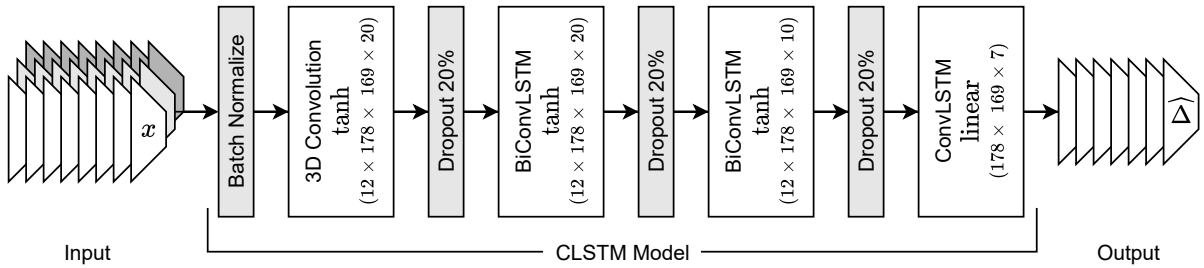 x
Batch Normalize
3D Convolution
tanh
(12 × 178 × 169 × 20)
Dropout 20%
BiConvLSTM
tanh
(12 × 178 × 169 × 20)
Dropout 20%
BiConvLSTM
tanh
(12 × 178 × 169 × 10)
Dropout 20%
ConvLSTM
linear
(178 × 169 × 7)
Δ̂
Input
CLSTM Model
Output